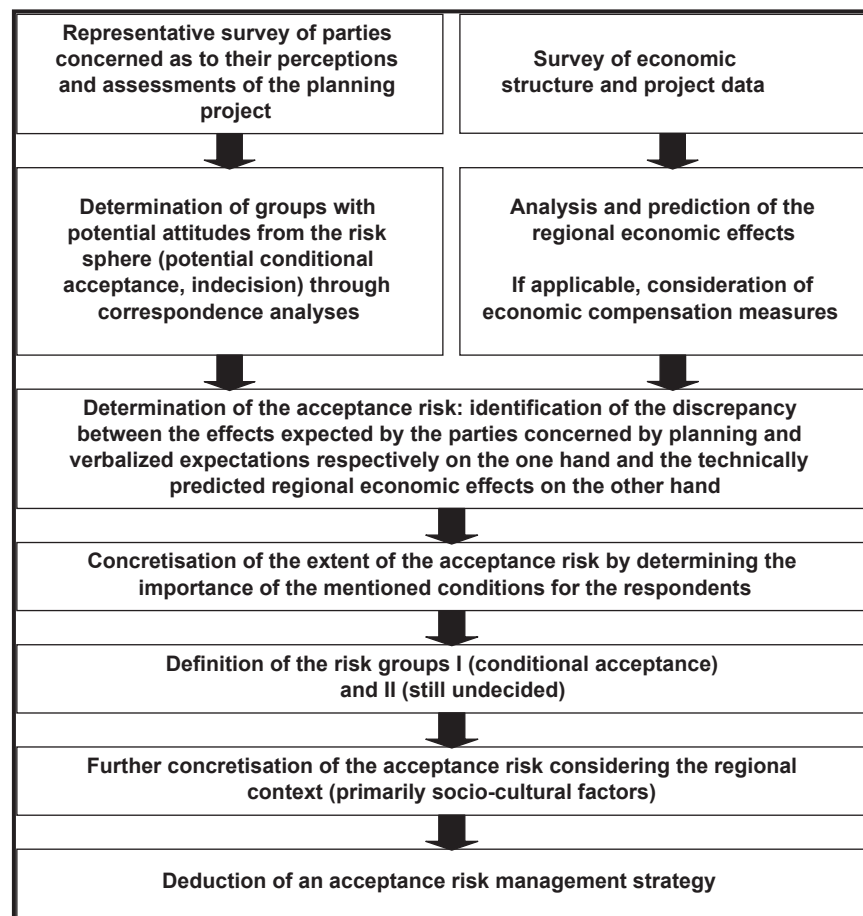 Representative survey of parties
concerned as to their perceptions
and assessments of the planning
project
Survey of economic
structure and project data
Determination of groups with
potential attitudes from the risk
sphere (potential conditional
acceptance, indecision) through
correspondence analyses
Analysis and prediction of the
regional economic effects
If applicable, consideration of
economic compensation measures
Determination of the acceptance risk: identification of the discrepancy
between the effects expected by the parties concerned by planning and
verbalized expectations respectively on the one hand and the technically
predicted regional economic effects on the other hand
Concretisation of the extent of the acceptance risk by determining the
importance of the mentioned conditions for the respondents
Definition of the risk groups I (conditional acceptance)
and II (still undecided)
Further concretisation of the acceptance risk considering the regional
context (primarily socio-cultural factors)
Deduction of an acceptance risk management strategy